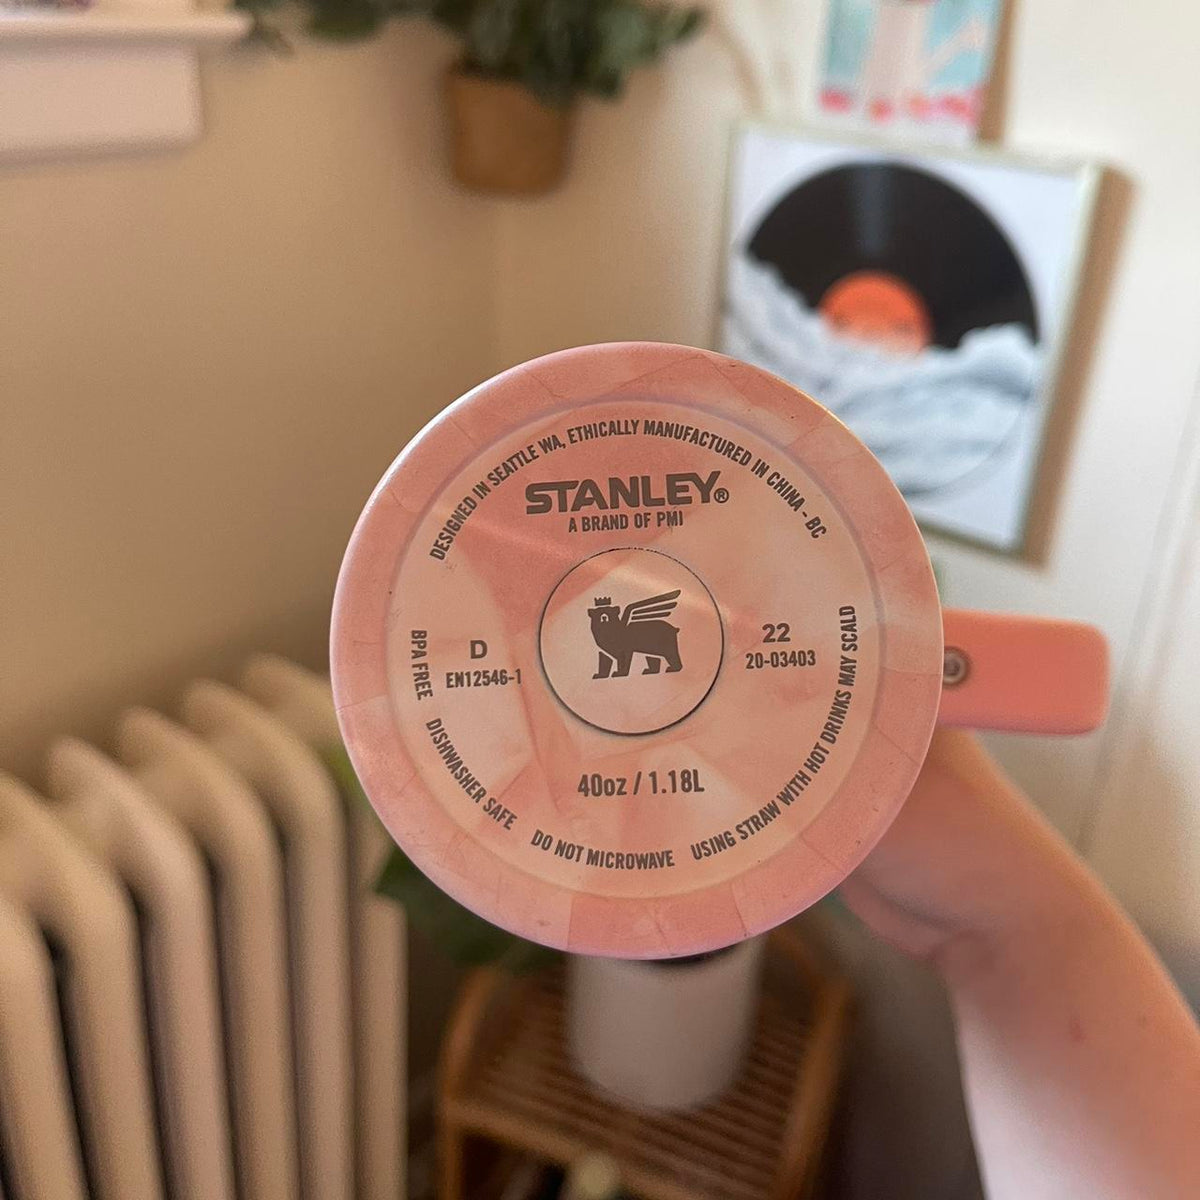 DESIGNED IN SEATTLE WA, ETHICALLY MANUFACTURED IN CHINA - BC
STANLEY®
A BRAND OF PMI
D
EN12546-1
22
20-03403
40oz / 1.18L
BPA FREE
DISHWASHER SAFE
DO NOT MICROWAVE
USING STRAW WITH HOT DRINKS MAY SCALD